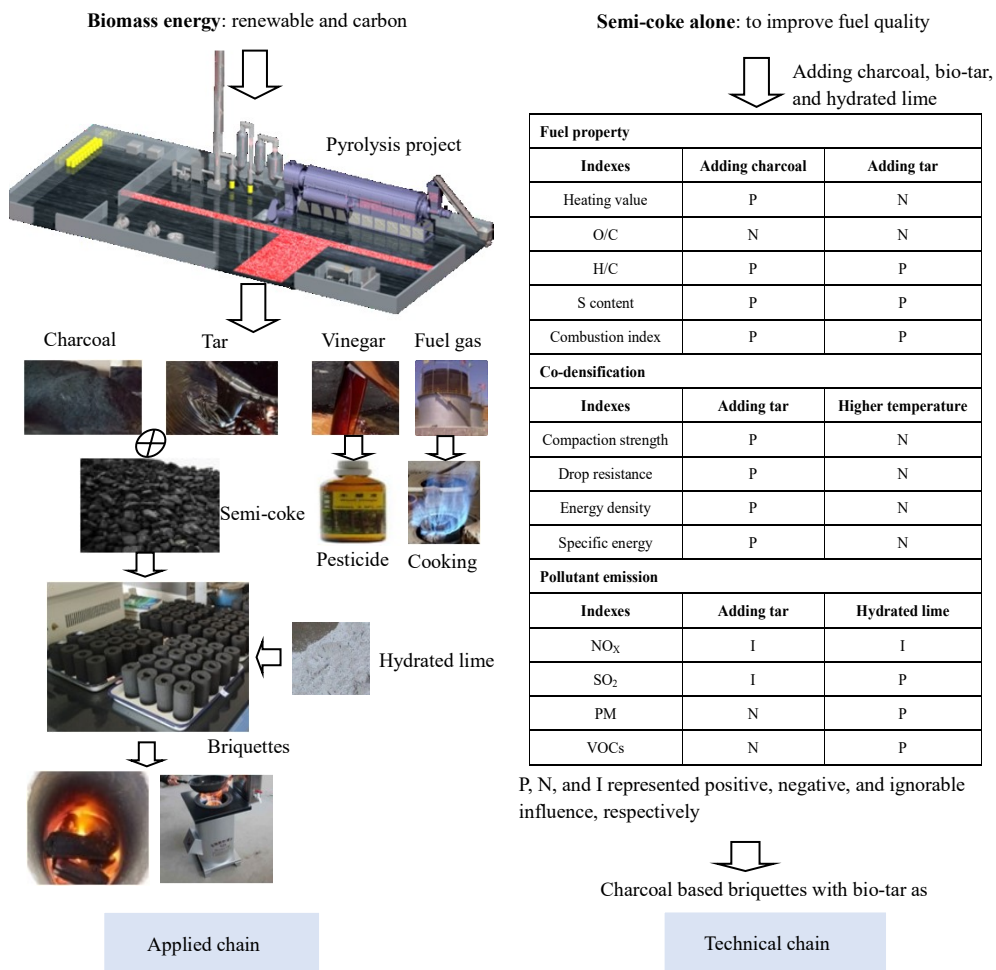 Biomass energy: renewable and carbon
Pyrolysis project
Charcoal
Tar
Vinegar
Fuel gas
Semi-coke
Pesticide
Cooking
Hydrated lime
Briquettes
Applied chain
Semi-coke alone: to improve fuel quality
Adding charcoal, bio-tar,
and hydrated lime
Fuel property
Indexes Adding charcoal Adding tar
Heating value P N
O/C N N
H/C P P
S content P P
Combustion index P P
Co-densification
Indexes Adding tar Higher temperature
Compaction strength P N
Drop resistance P N
Energy density P N
Specific energy P N
Pollutant emission
Indexes Adding tar Hydrated lime
NOX I I
SO2 I P
PM N P
VOCs N P
P, N, and I represented positive, negative, and ignorable
influence, respectively
Charcoal based briquettes with bio-tar as
Technical chain